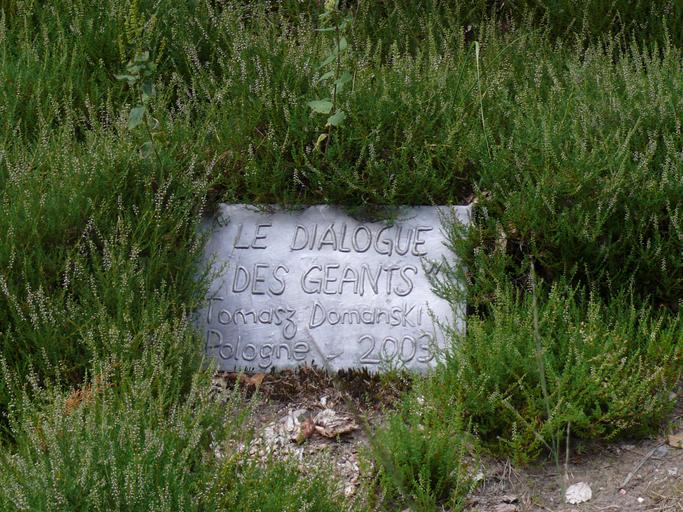 LE DIALOGUE
DES GEANTS"
Tomasz Domanski
Pologne - 2003